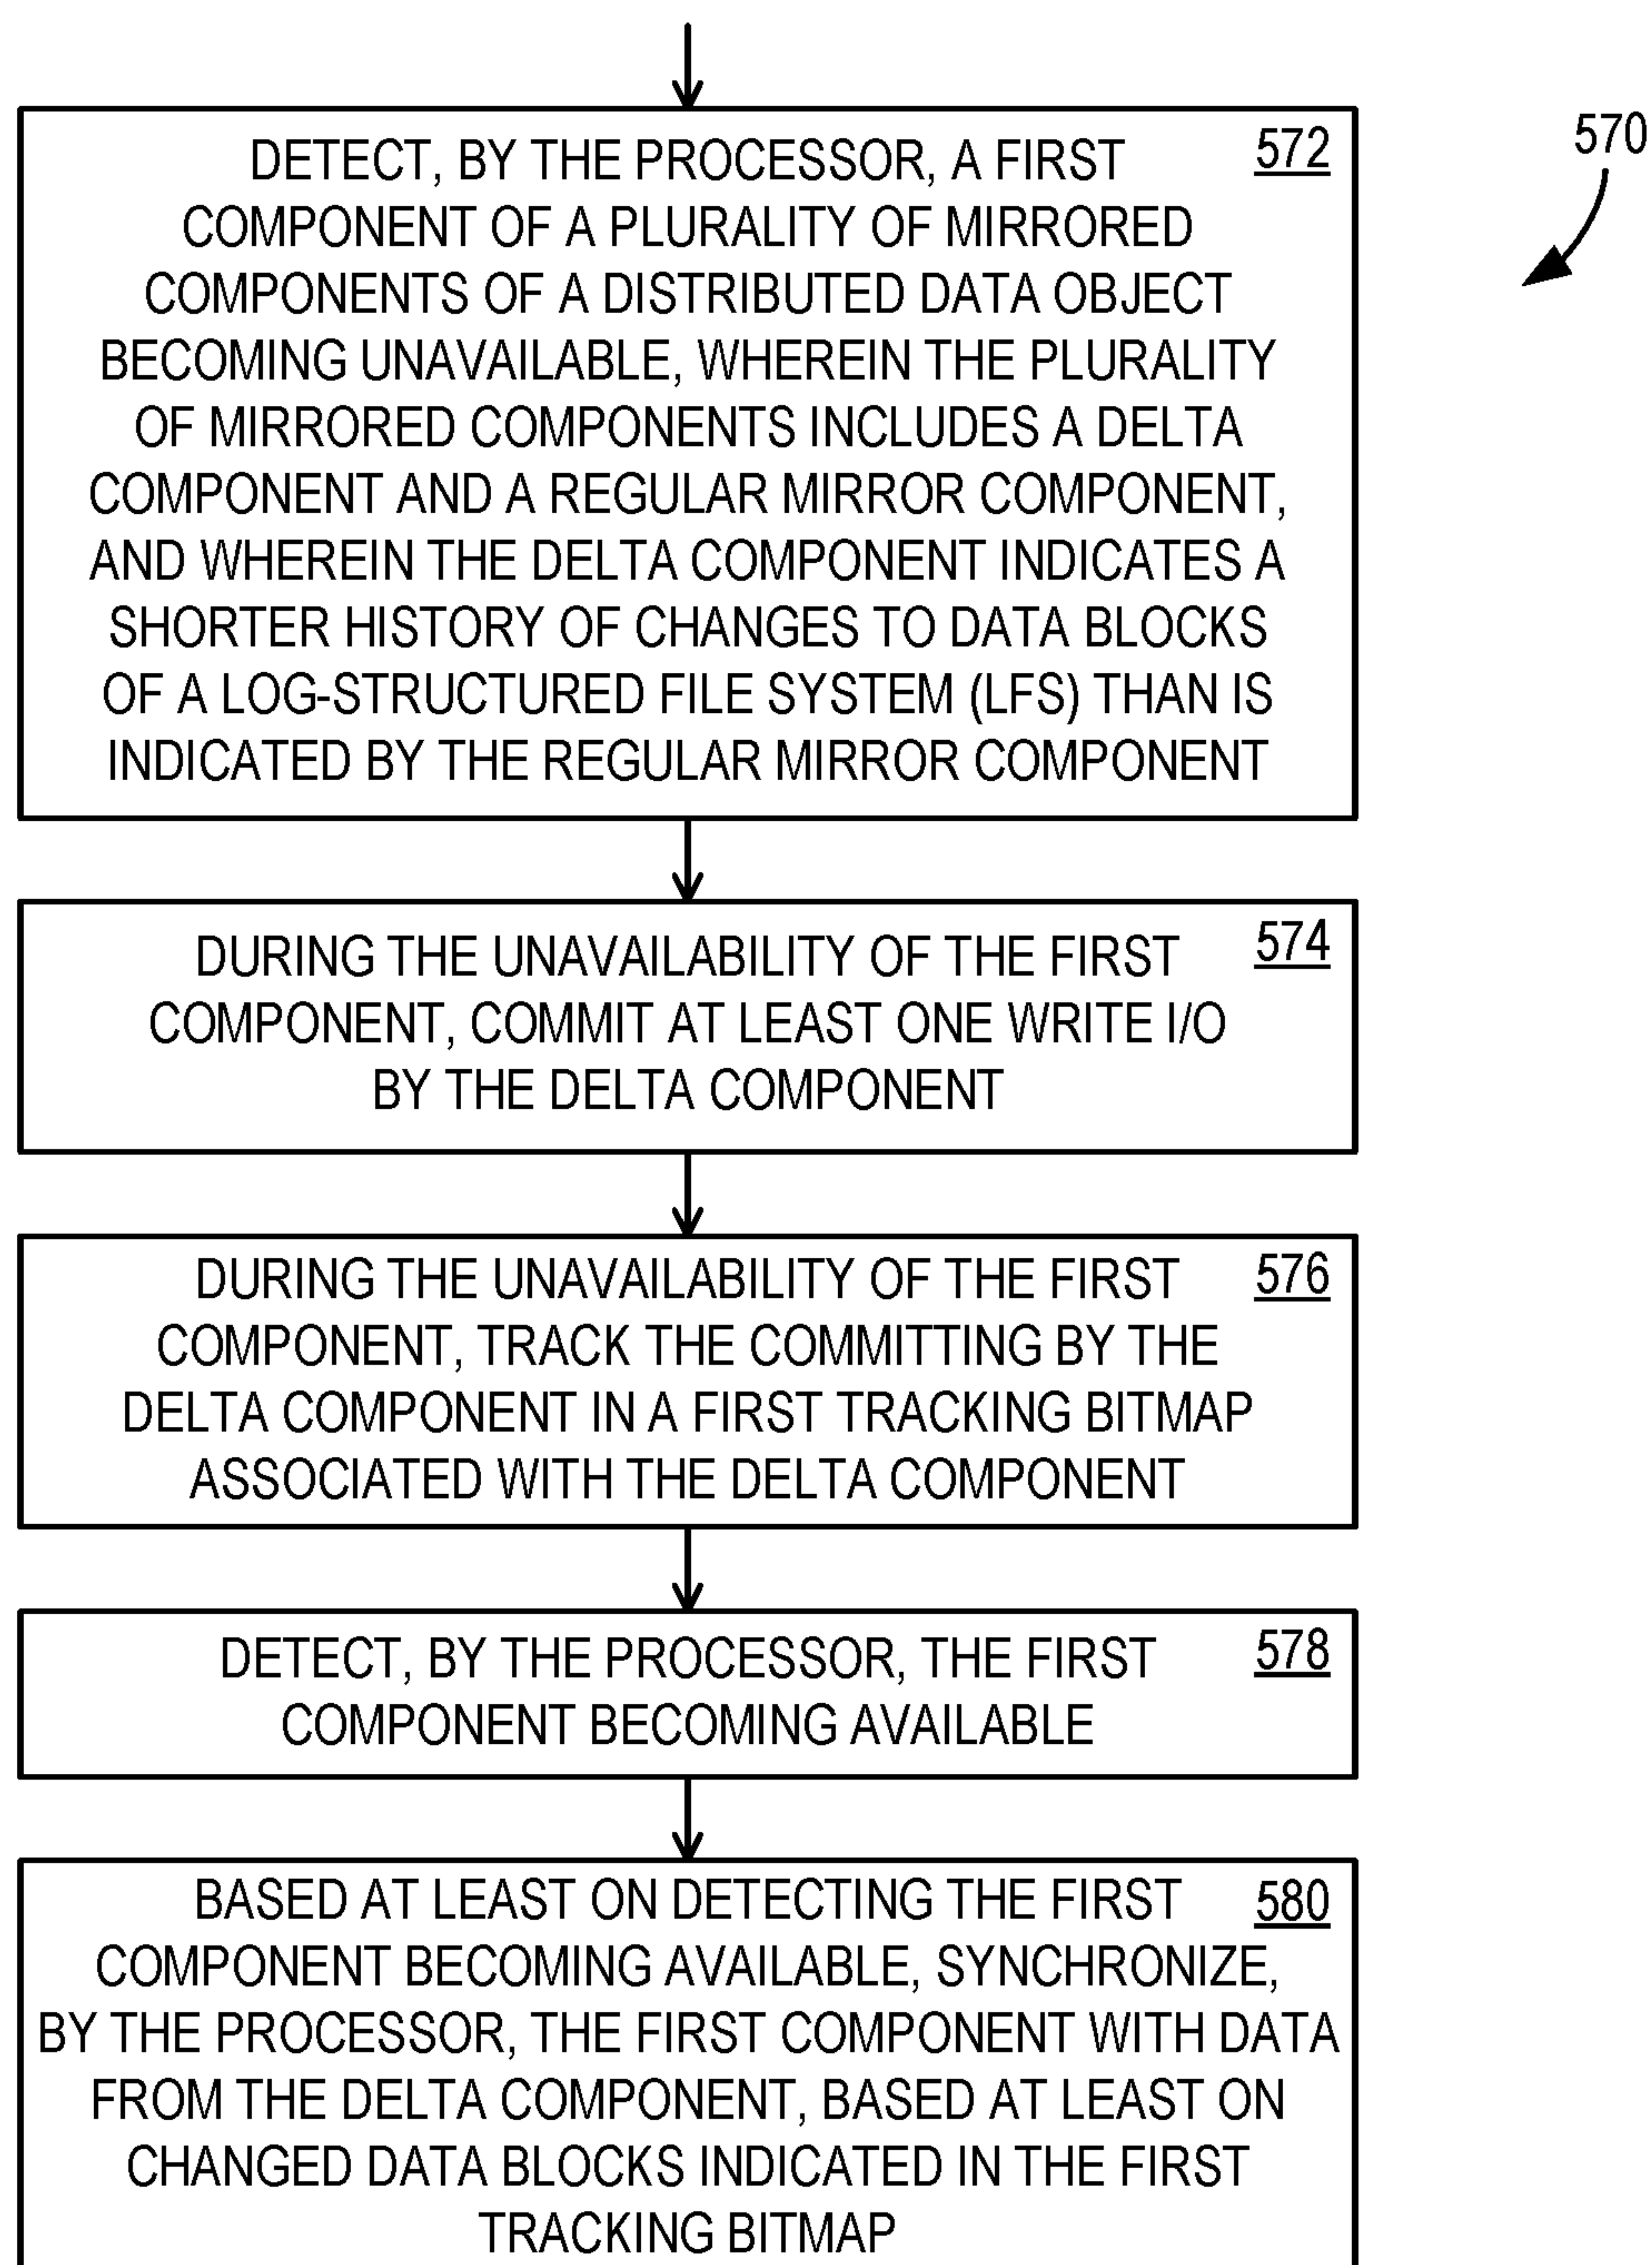 570
DETECT, BY THE PROCESSOR, A FIRST 572
COMPONENT OF A PLURALITY OF MIRRORED
COMPONENTS OF A DISTRIBUTED DATA OBJECT
BECOMING UNAVAILABLE, WHEREIN THE PLURALITY
OF MIRRORED COMPONENTS INCLUDES A DELTA
COMPONENT AND A REGULAR MIRROR COMPONENT,
AND WHEREIN THE DELTA COMPONENT INDICATES A
SHORTER HISTORY OF CHANGES TO DATA BLOCKS
OF A LOG-STRUCTURED FILE SYSTEM (LFS) THAN IS
INDICATED BY THE REGULAR MIRROR COMPONENT
DURING THE UNAVAILABILITY OF THE FIRST 574
COMPONENT, COMMIT AT LEAST ONE WRITE I/O
BY THE DELTA COMPONENT
DURING THE UNAVAILABILITY OF THE FIRST 576
COMPONENT, TRACK THE COMMITTING BY THE
DELTA COMPONENT IN A FIRST TRACKING BITMAP
ASSOCIATED WITH THE DELTA COMPONENT
DETECT, BY THE PROCESSOR, THE FIRST 578
COMPONENT BECOMING AVAILABLE
BASED AT LEAST ON DETECTING THE FIRST 580
COMPONENT BECOMING AVAILABLE, SYNCHRONIZE,
BY THE PROCESSOR, THE FIRST COMPONENT WITH DATA
FROM THE DELTA COMPONENT, BASED AT LEAST ON
CHANGED DATA BLOCKS INDICATED IN THE FIRST
TRACKING BITMAP